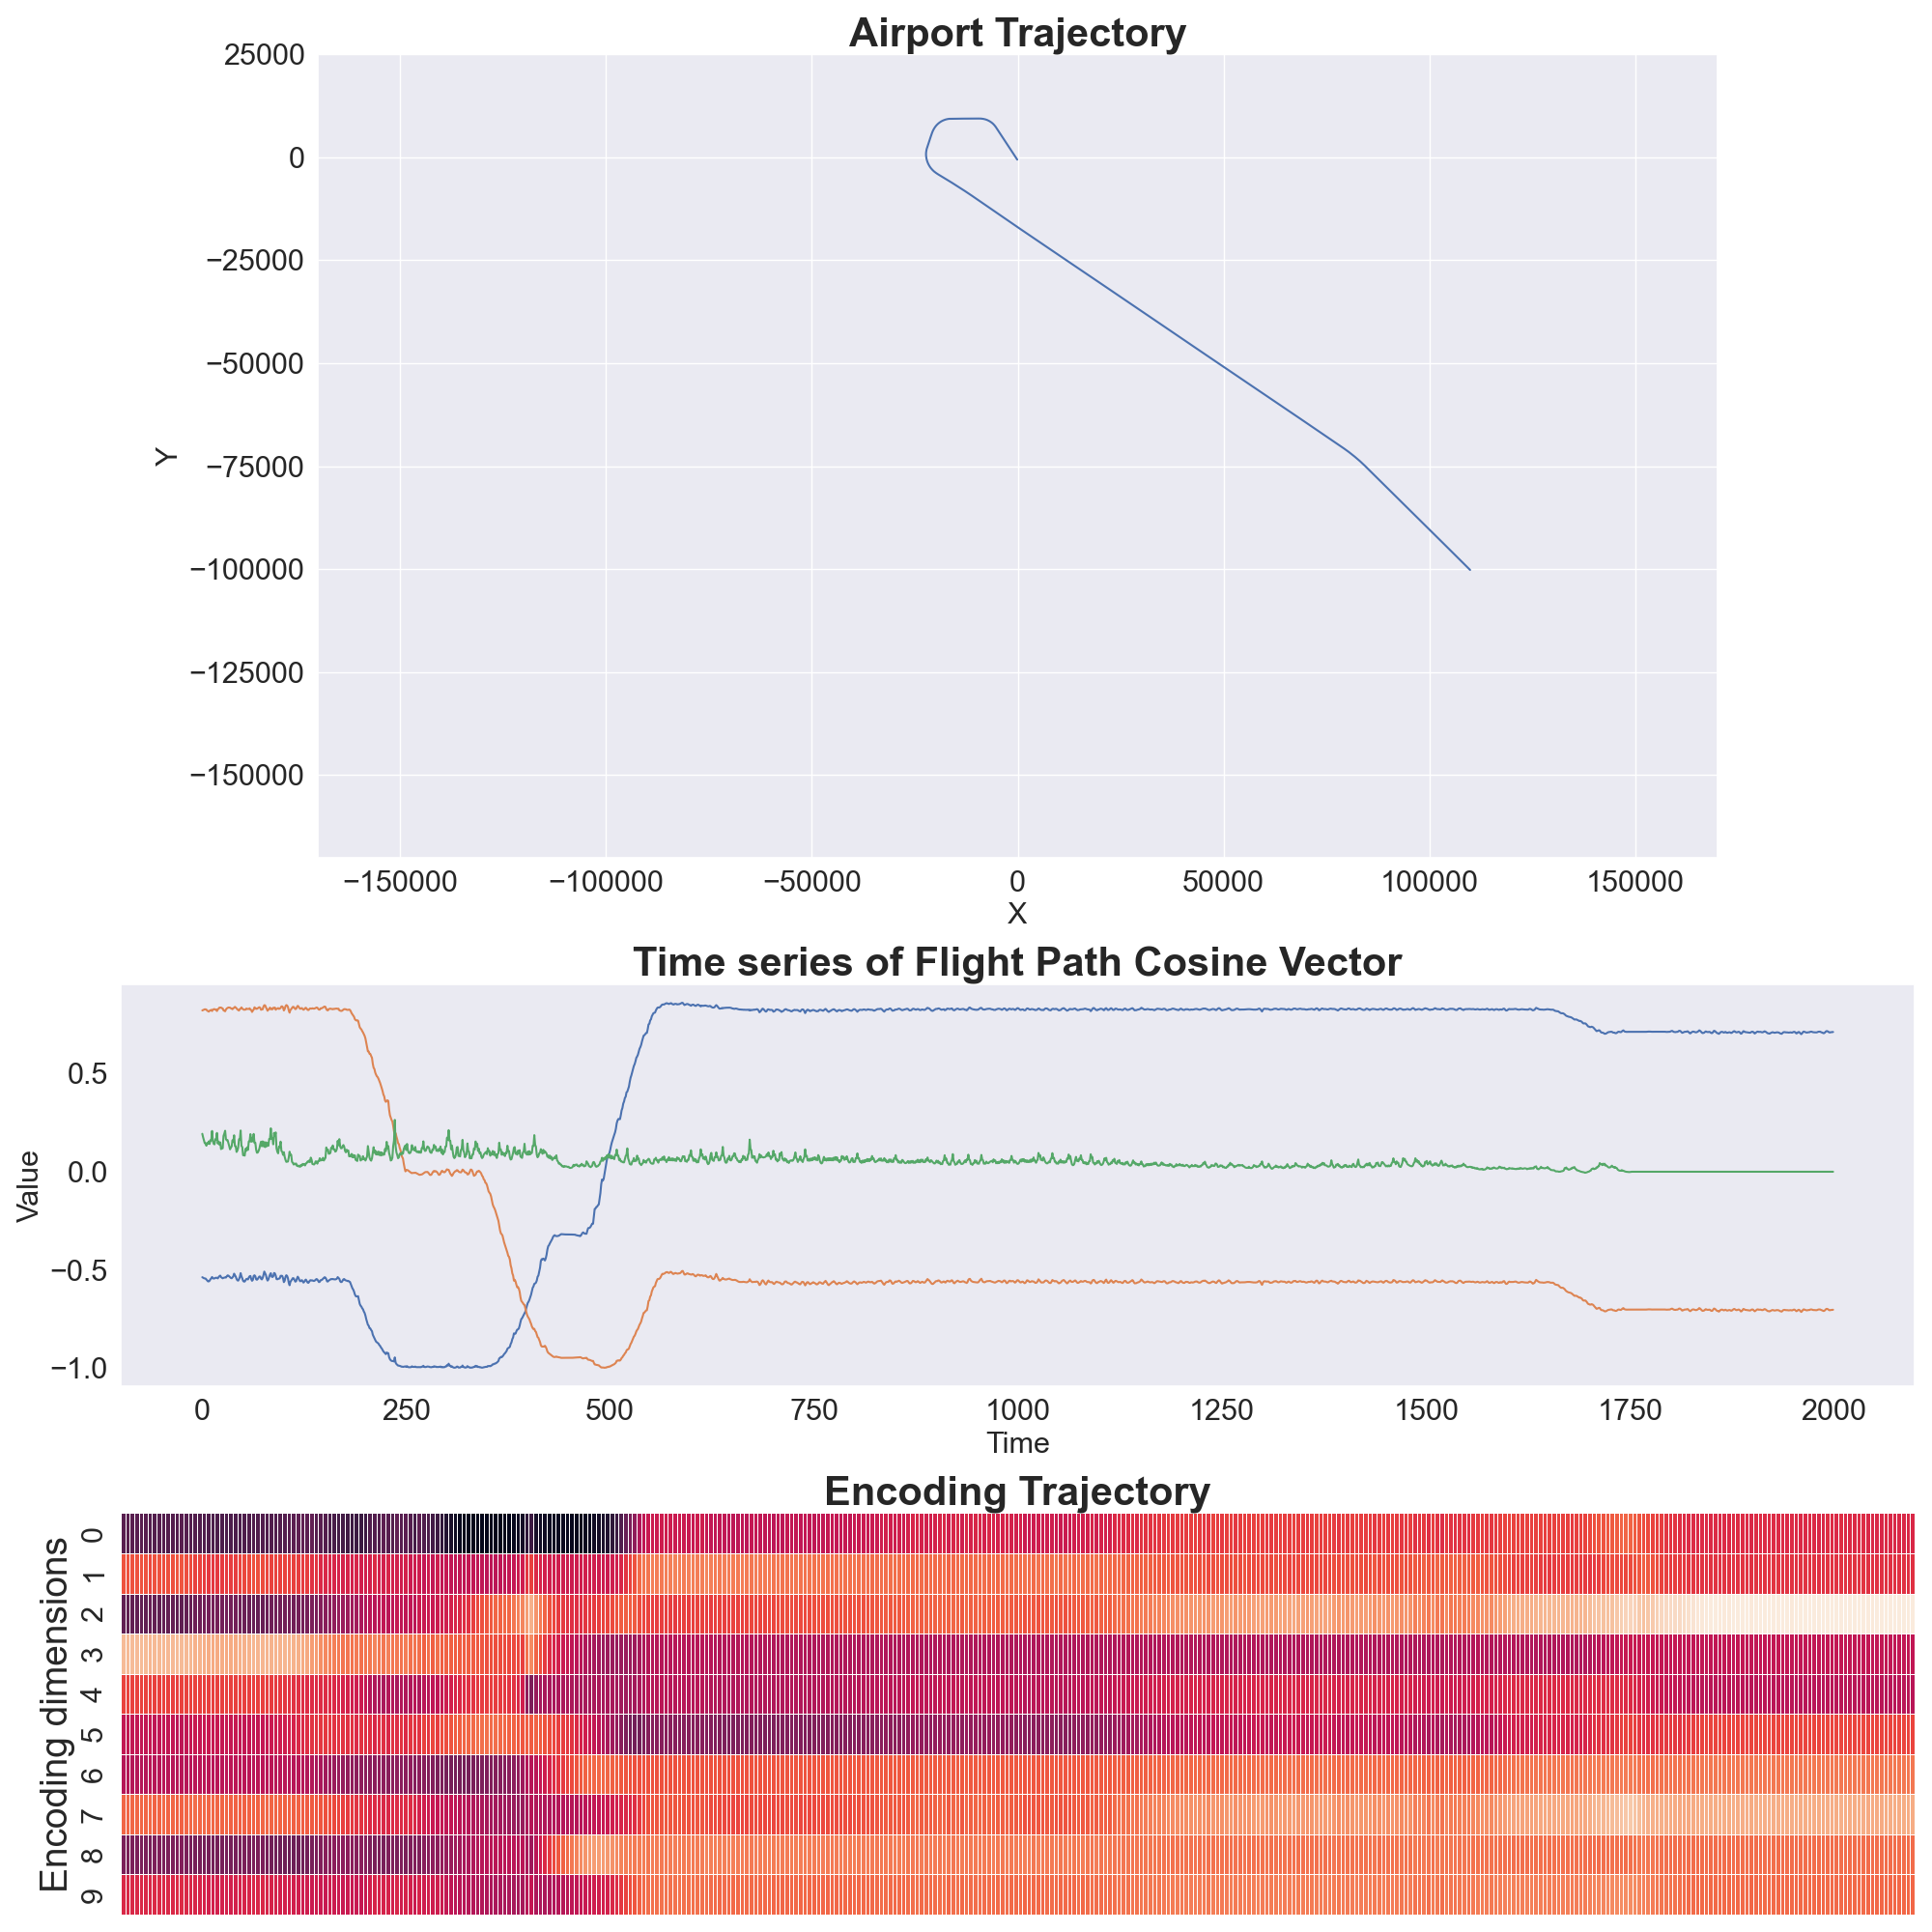 Airport Trajectory
25000
0
−25000
−50000
−75000
−100000
−125000
−150000
Y
−150000 −100000 −50000 0 50000 100000 150000
X
Time series of Flight Path Cosine Vector
0.5
0.0
−0.5
−1.0
Value
0 250 500 750 1000 1250 1500 1750 2000
Time
Encoding Trajectory
Encoding dimensions
0
1
2
3
4
5
6
7
8
9